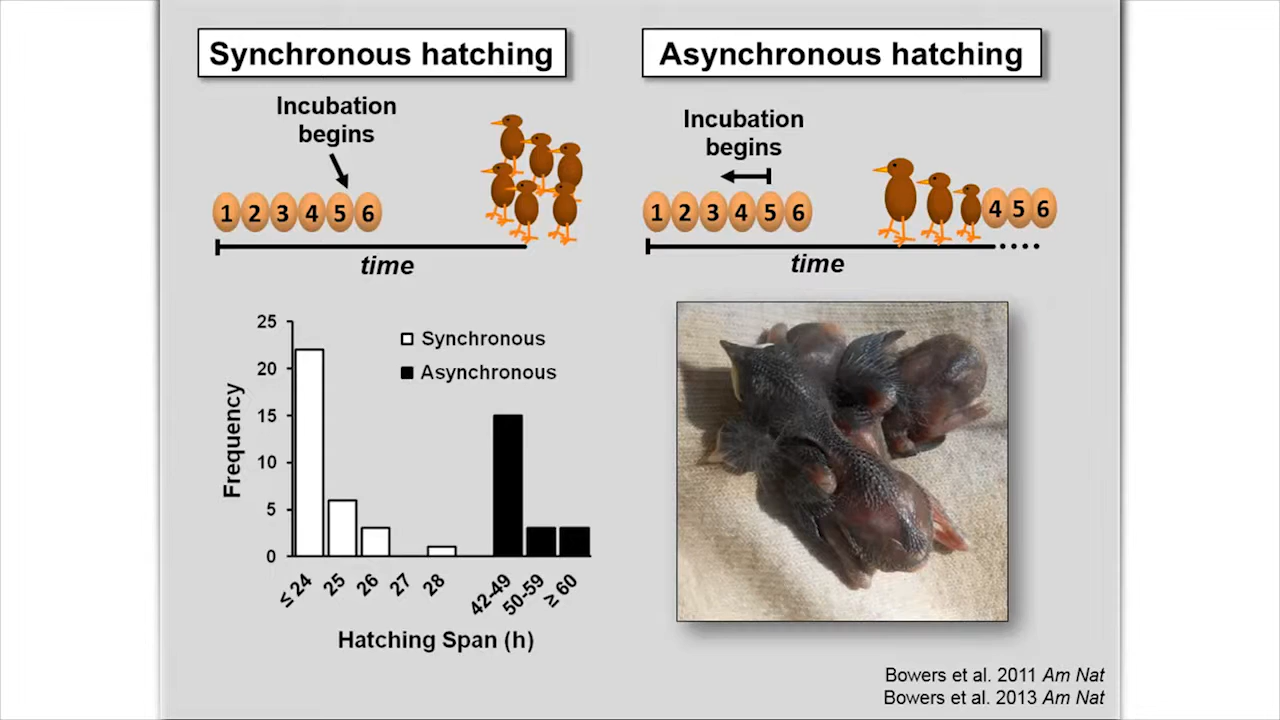 Synchronous hatching
Incubation
begins
1 2 3 4 5 6
time
Asynchronous hatching
Incubation
begins
1 2 3 4 5 6
4 5 6
time
25
20
15
10
5
0
Frequency
Synchronous
Asynchronous
≤ 24
25
26
27
28
42-49
50-59
≥ 60
Hatching Span (h)
Bowers et al. 2011 Am Nat
Bowers et al. 2013 Am Nat